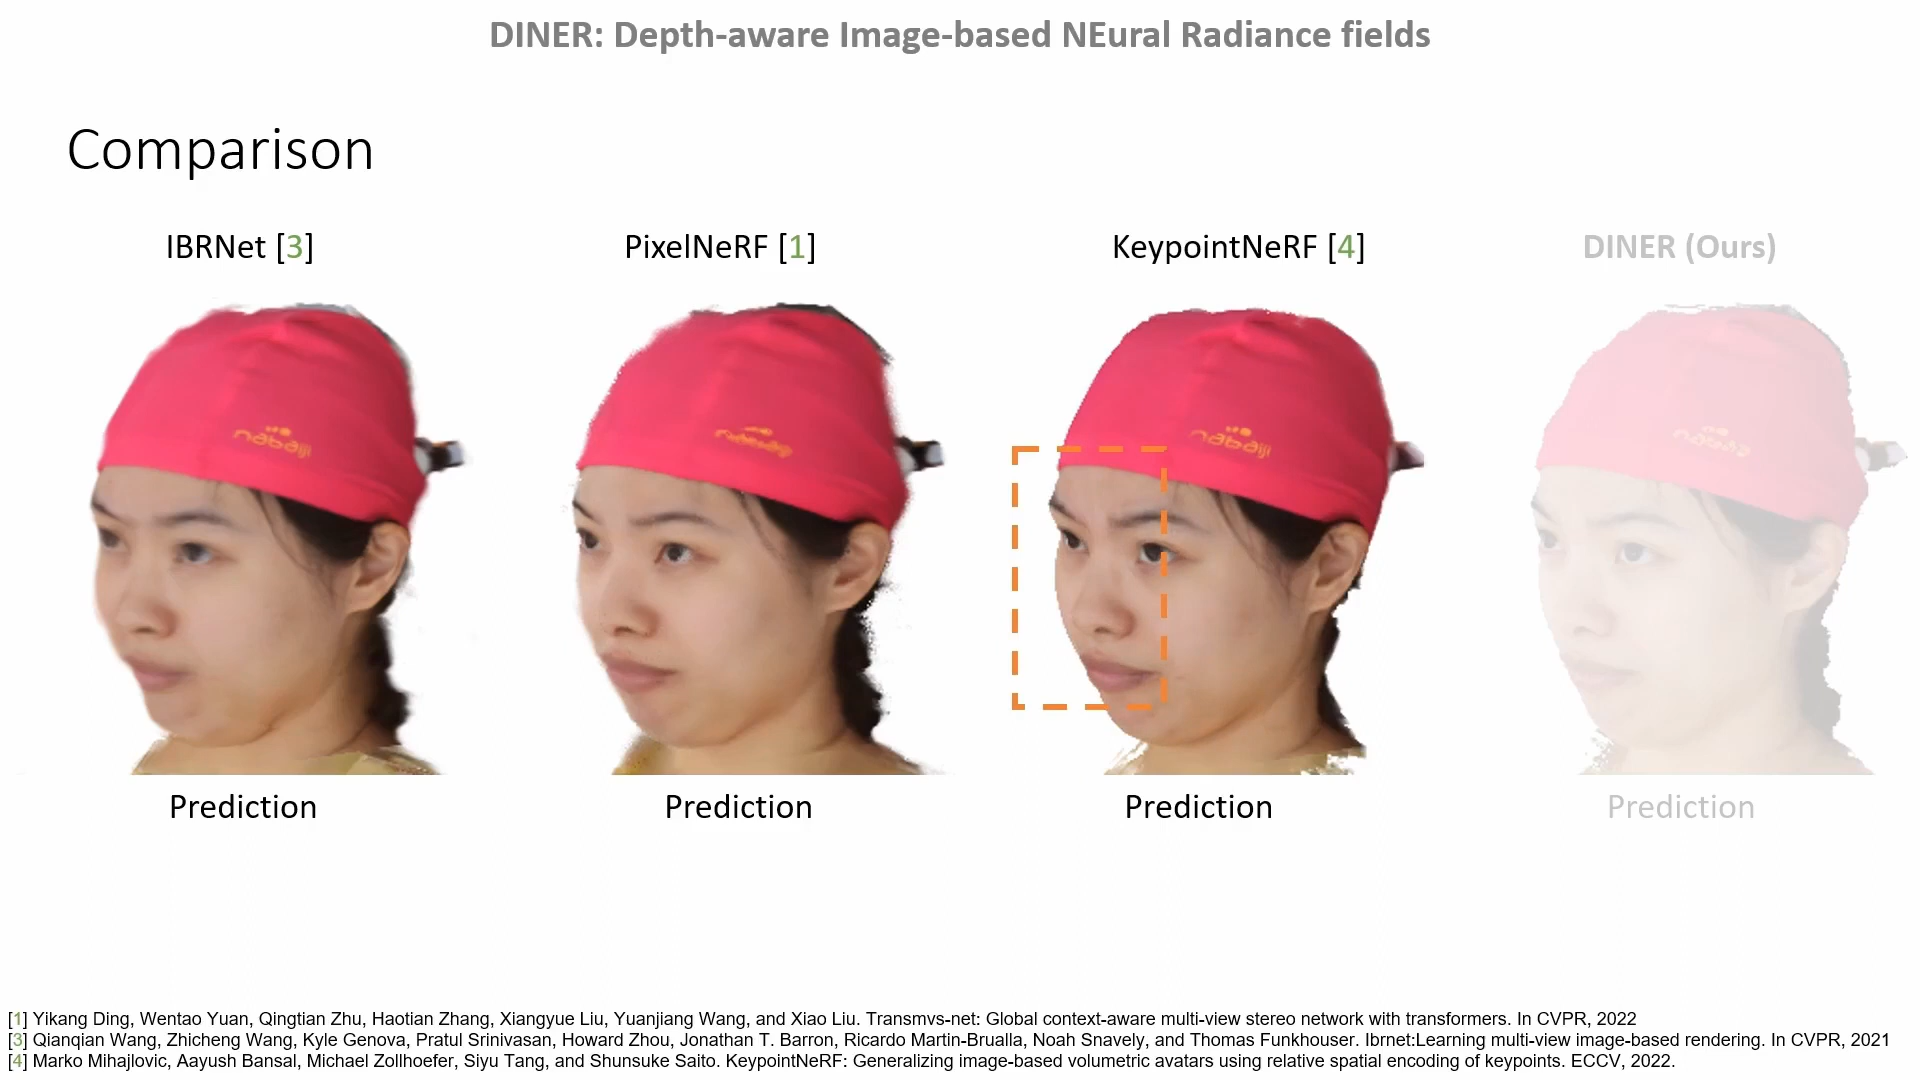 DINER: Depth-aware Image-based NEural Radiance fields
Comparison
IBRNet [3]
PixelNeRF [1]
KeypointNeRF [4]
DINER (Ours)
nabaiji
nabaiji
Prediction
Prediction
Prediction
Prediction
[1] Yikang Ding, Wentao Yuan, Qingtian Zhu, Haotian Zhang, Xiangyue Liu, Yuanjiang Wang, and Xiao Liu. Transmvs-net: Global context-aware multi-view stereo network with transformers. In CVPR, 2022
[3] Qianqian Wang, Zhicheng Wang, Kyle Genova, Pratul Srinivasan, Howard Zhou, Jonathan T. Barron, Ricardo Martin-Brualla, Noah Snavely, and Thomas Funkhouser. Ibrnet:Learning multi-view image-based rendering. In CVPR, 2021
[4] Marko Mihajlovic, Aayush Bansal, Michael Zollhoefer, Siyu Tang, and Shunsuke Saito. KeypointNeRF: Generalizing image-based volumetric avatars using relative spatial encoding of keypoints. ECCV, 2022.